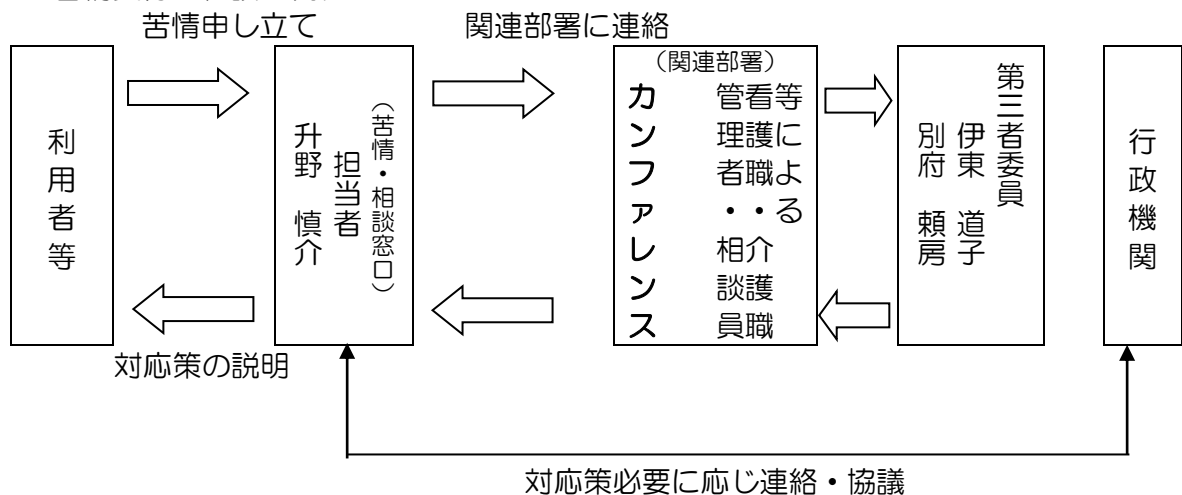 苦情申し立て
関連部署に連絡
利用者等
（苦情・相談窓口）
担当者
升野 慎介
（関連部署）
管理者・相談員
看護職・介護職
等による
カンファレンス
第三者委員
伊東 道子
別府 頼房
行政機関
対応策の説明
対応策必要に応じ連絡・協議